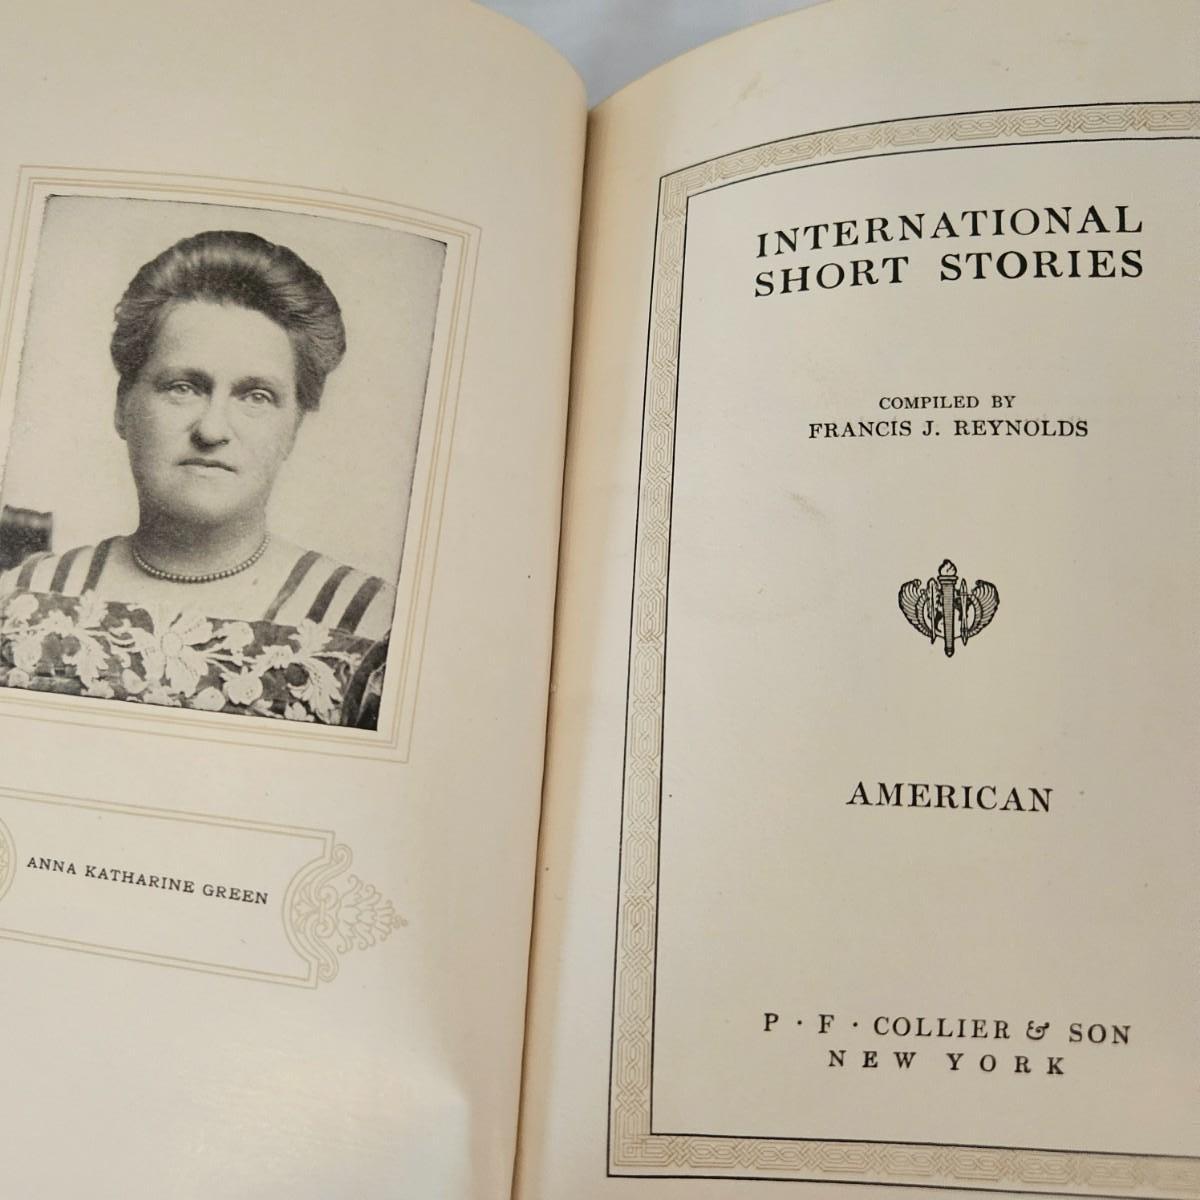 ANNA KATHARINE GREEN
INTERNATIONAL
SHORT STORIES
COMPILED BY
FRANCIS J. REYNOLDS
AMERICAN
P · F · COLLIER & SON
NEW YORK